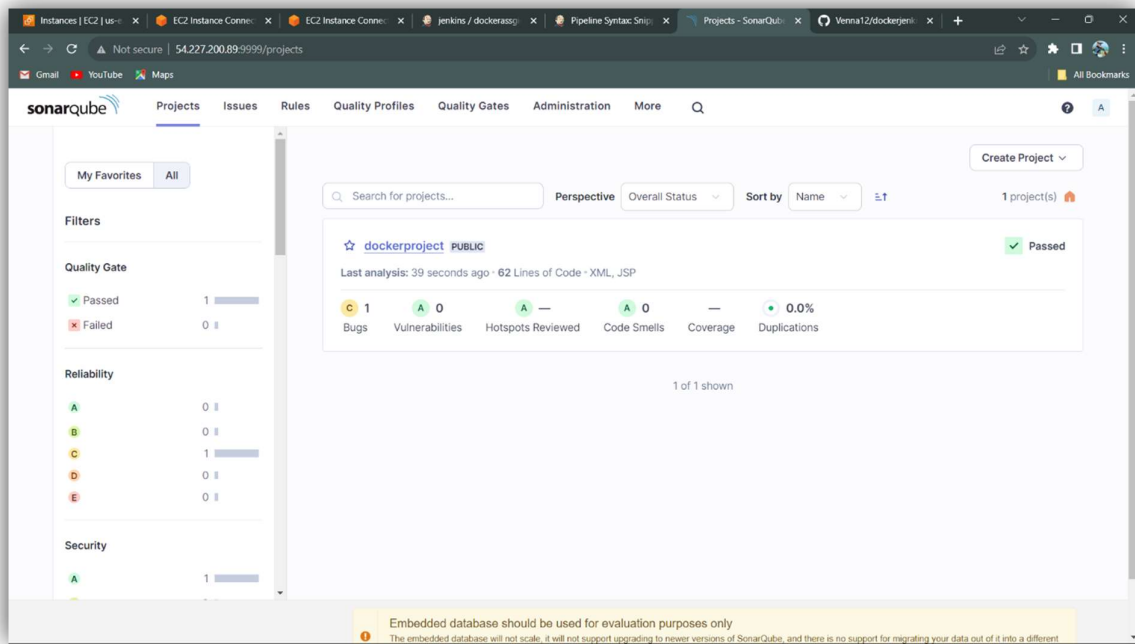 Instances | EC2 | us-e
EC2 Instance Connec
EC2 Instance Connec
jenkins / dockerassg
Pipeline Syntax: Snip
Projects - SonarQub
Venna12/dockerjenk
Not secure | 54.227.200.89:9999/projects
Gmail YouTube Maps All Bookmarks
sonarqube Projects Issues Rules Quality Profiles Quality Gates Administration More A
My Favorites All
Create Project
Search for projects... Perspective Overall Status Sort by Name 1 project(s)
Filters
Quality Gate
Passed 1
Failed 0
Reliability
A 0
B 0
C 1
D 0
E 0
Security
A 1
dockerproject PUBLIC Passed
Last analysis: 39 seconds ago · 62 Lines of Code · XML, JSP
C 1 A 0 A — A 0 — 0.0%
Bugs Vulnerabilities Hotspots Reviewed Code Smells Coverage Duplications
1 of 1 shown
Embedded database should be used for evaluation purposes only
The embedded database will not scale, it will not support upgrading to newer versions of SonarQube, and there is no support for migrating your data out of it into a different